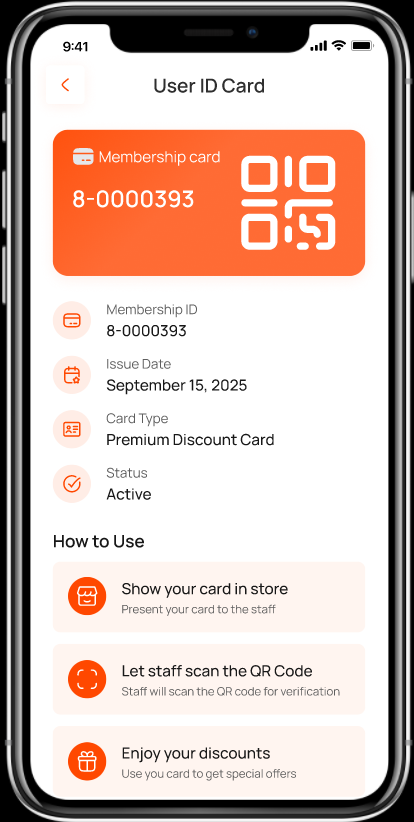 9:41
User ID Card
Membership card
8-0000393
Membership ID
8-0000393
Issue Date
September 15, 2025
Card Type
Premium Discount Card
Status
Active
How to Use
Show your card in store
Present your card to the staff
Let staff scan the QR Code
Staff will scan the QR code for verification
Enjoy your discounts
Use you card to get special offers